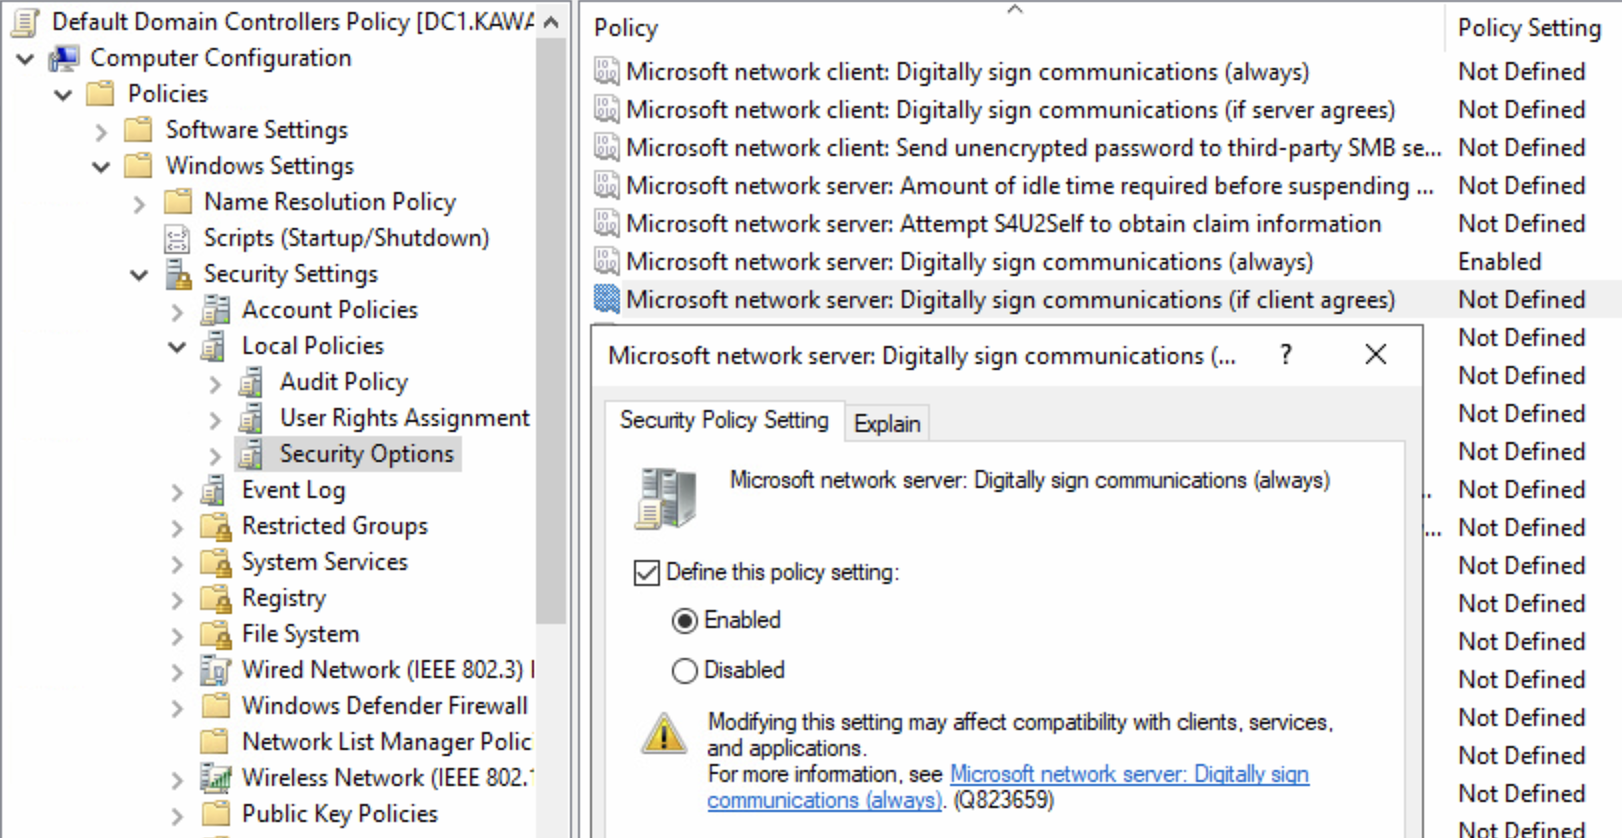 Default Domain Controllers Policy [DC1.KAWA
Computer Configuration
Policies
Software Settings
Windows Settings
Name Resolution Policy
Scripts (Startup/Shutdown)
Security Settings
Account Policies
Local Policies
Audit Policy
User Rights Assignment
Security Options
Event Log
Restricted Groups
System Services
Registry
File System
Wired Network (IEEE 802.3)
Windows Defender Firewall
Network List Manager Polic
Wireless Network (IEEE 802.1
Public Key Policies
Policy Policy Setting
Microsoft network client: Digitally sign communications (always) Not Defined
Microsoft network client: Digitally sign communications (if server agrees) Not Defined
Microsoft network client: Send unencrypted password to third-party SMB se... Not Defined
Microsoft network server: Amount of idle time required before suspending ... Not Defined
Microsoft network server: Attempt S4U2Self to obtain claim information Not Defined
Microsoft network server: Digitally sign communications (always) Enabled
Microsoft network server: Digitally sign communications (if client agrees) Not Defined
Not Defined
Not Defined
Not Defined
Not Defined
Not Defined
Not Defined
Not Defined
Not Defined
Not Defined
Not Defined
Not Defined
Not Defined
Not Defined
Not Defined
Microsoft network server: Digitally sign communications (... ?
Security Policy Setting Explain
Microsoft network server: Digitally sign communications (always)
Define this policy setting:
Enabled
Disabled
Modifying this setting may affect compatibility with clients, services,
and applications.
For more information, see Microsoft network server: Digitally sign
communications (always). (Q823659)